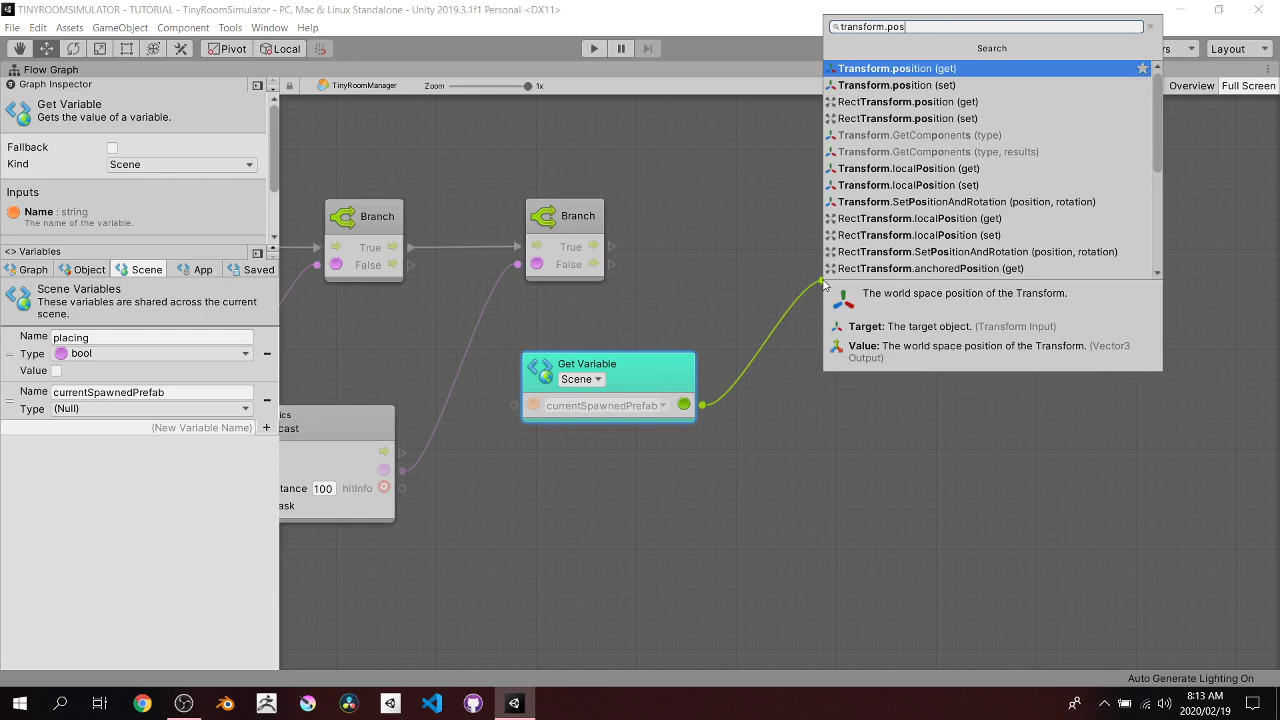 TINYROOMSIMULATOR - TinyRoomSimulator - PC, Mac & Linux Standalone - Unity 2019.3.1f1 Personal <DX11>
File Edit Assets GameObject Component Tools Window Help
Pivot Local Layout
Flow Graph
Graph Inspector TinyRoomManager Zoom 1x Overview Full Screen
Get Variable
Gets the value of a variable.
Fallback
Kind Scene
Inputs
Name : string
The name of the variable.
Variables
Graph Object Scene App Saved
Scene Variables
These variables are shared across the current
scene.
Name placing
Type bool
Value
Name currentSpawnedPrefab
Type (Null)
(New Variable Name)
Branch
True
False
Branch
True
False
Get Variable
Scene
currentSpawnedPrefab
ics
cast
tance 100 hitInfo
ask
transform.pos
Search
Transform.position (get)
Transform.position (set)
RectTransform.position (get)
RectTransform.position (set)
Transform.GetComponents (type)
Transform.GetComponents (type, results)
Transform.localPosition (get)
Transform.localPosition (set)
Transform.SetPositionAndRotation (position, rotation)
RectTransform.localPosition (get)
RectTransform.localPosition (set)
RectTransform.SetPositionAndRotation (position, rotation)
RectTransform.anchoredPosition (get)
The world space position of the Transform.
Target: The target object. (Transform Input)
Value: The world space position of the Transform. (Vector3
Output)
Auto Generate Lighting On
8:13 AM
2020/02/19